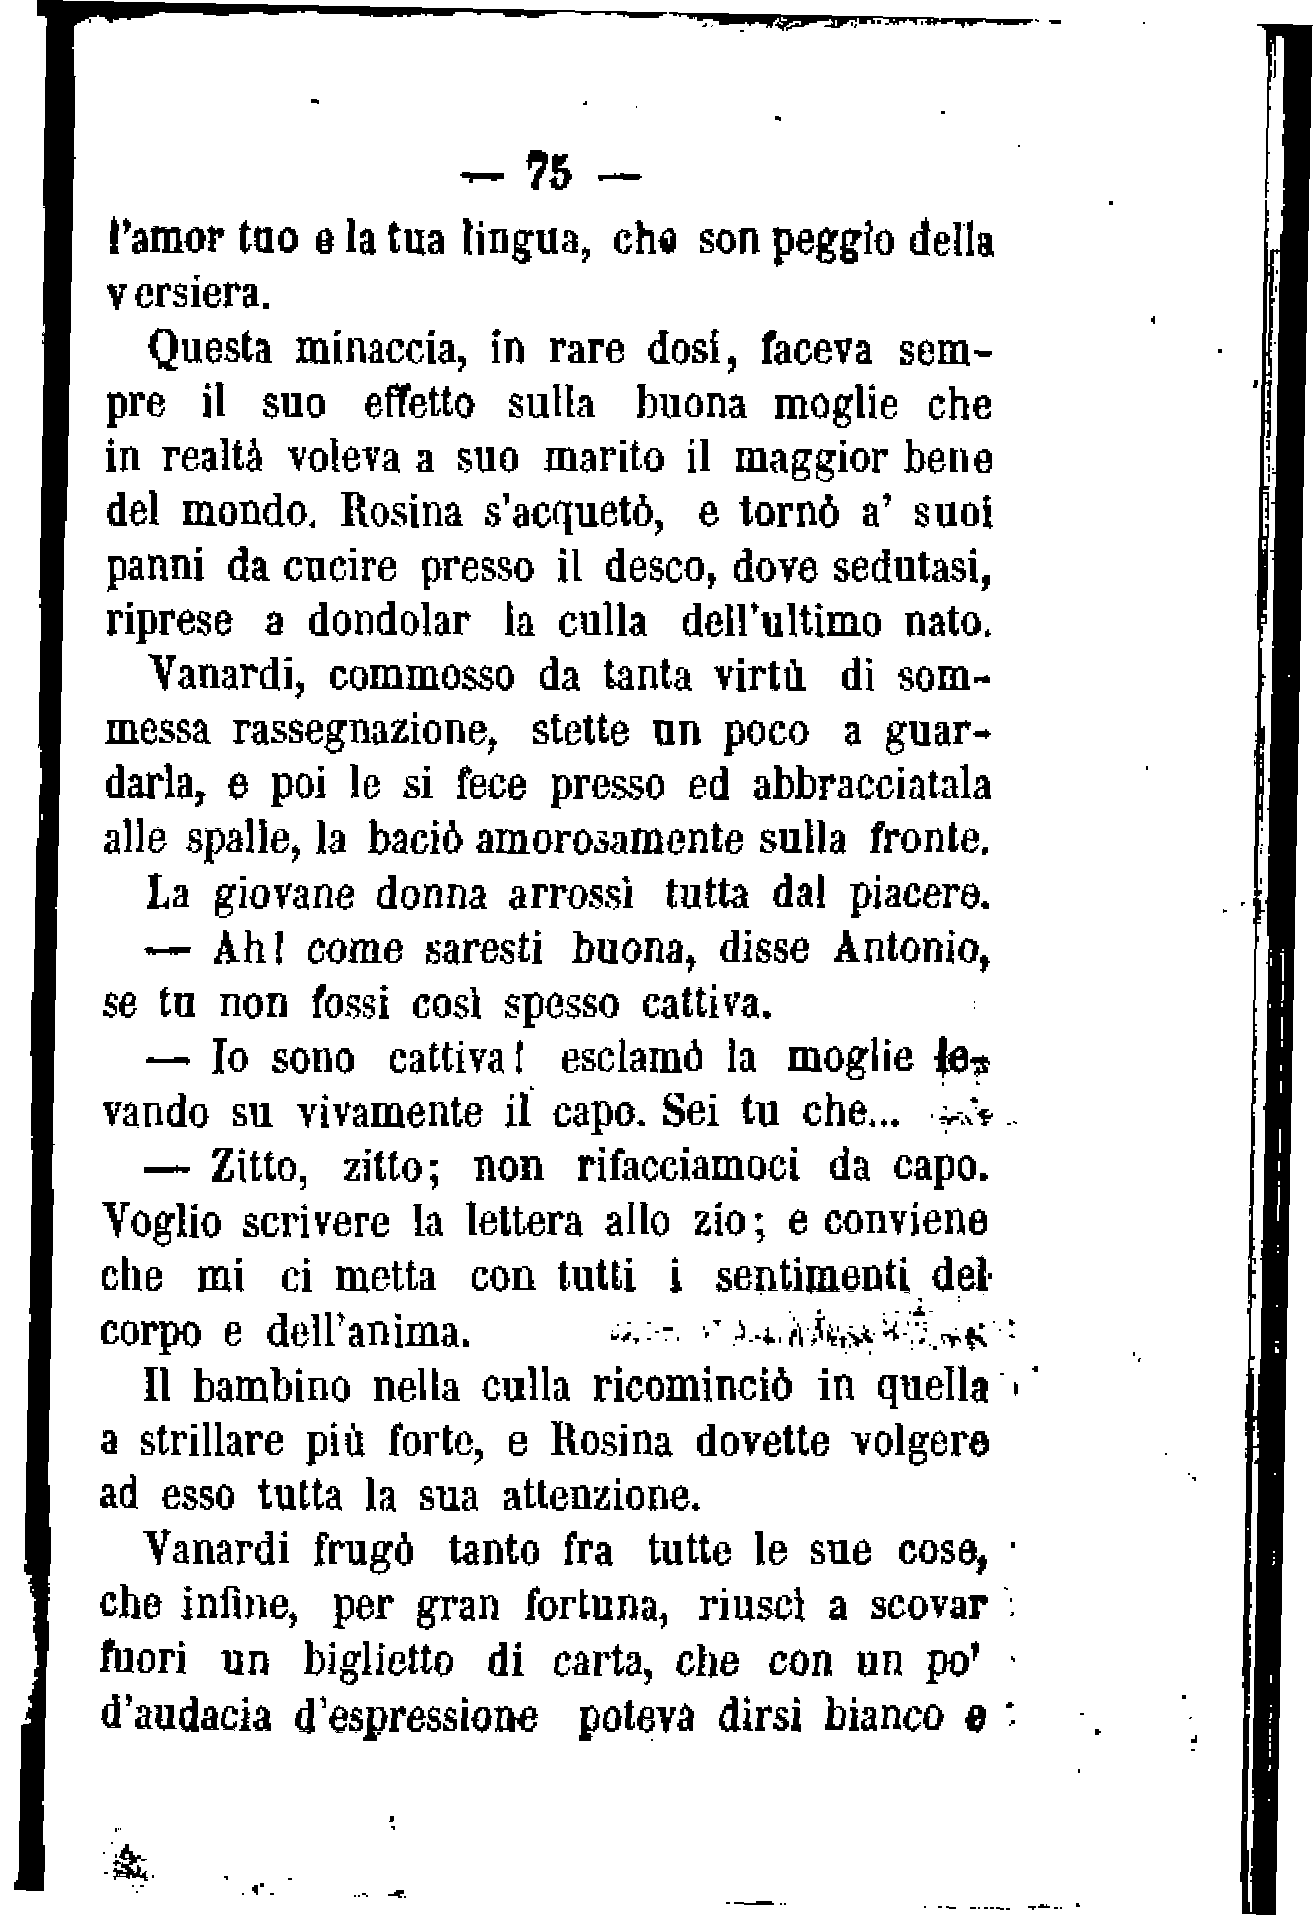 — 75 —
l'amor tuo e la tua lingua, che son peggio della
versiera.
Questa minaccia, in rare dosi, faceva sem-
pre il suo effetto sulla buona moglie che
in realtà voleva a suo marito il maggior bene
del mondo. Rosina s'acquetò, e tornò a' suoi
panni da cucire presso il desco, dove sedutasi,
riprese a dondolar la culla dell'ultimo nato.
Vanardi, commosso da tanta virtù di som-
messa rassegnazione, stette un poco a guar-
darla, e poi le si fece presso ed abbracciatala
alle spalle, la baciò amorosamente sulla fronte.
La giovane donna arrossì tutta dal piacere.
— Ah! come saresti buona, disse Antonio,
se tu non fossi così spesso cattiva.
— Io sono cattiva! esclamò la moglie le-
vando su vivamente il capo. Sei tu che...
— Zitto, zitto; non rifacciamoci da capo.
Voglio scrivere la lettera allo zio; e conviene
che mi ci metta con tutti i sentimenti del
corpo e dell'anima.
Il bambino nella culla ricominciò in quella
a strillare più forte, e Rosina dovette volgere
ad esso tutta la sua attenzione.
Vanardi frugò tanto fra tutte le sue cose,
che infine, per gran fortuna, riuscì a scovar
fuori un biglietto di carta, che con un po'
d'audacia d'espressione poteva dirsi bianco e